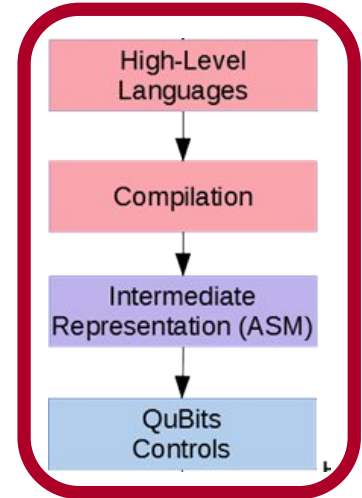 High-Level
Languages
Compilation
Intermediate
Representation (ASM)
QuBits
Controls